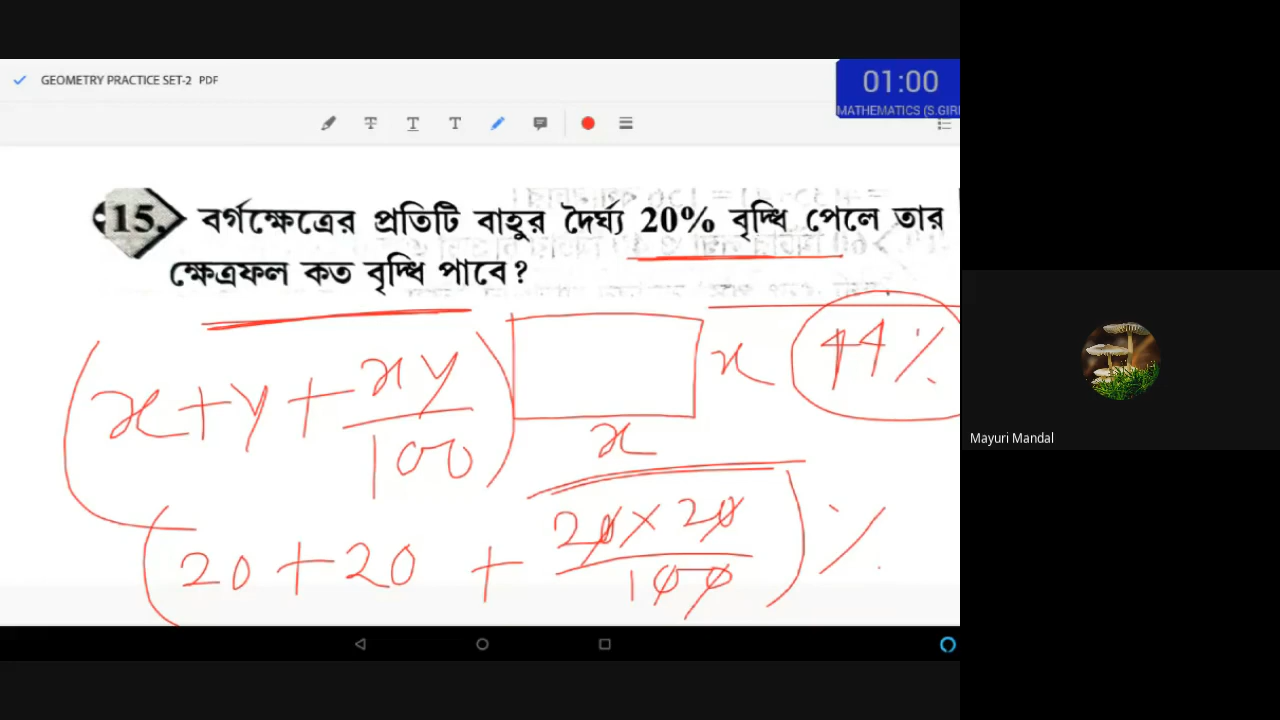 GEOMETRY PRACTICE SET-2 PDF
01:00
MATHEMATICS (S.GIRI
15. বর্গক্ষেত্রের প্রতিটি বাহুর দৈর্ঘ্য 20% বৃদ্ধি পেলে তার
ক্ষেত্রফল কত বৃদ্ধি পাবে?
(x+y+xy/100)
x
44%
x
(20+20+20×20/100)%
Mayuri Mandal